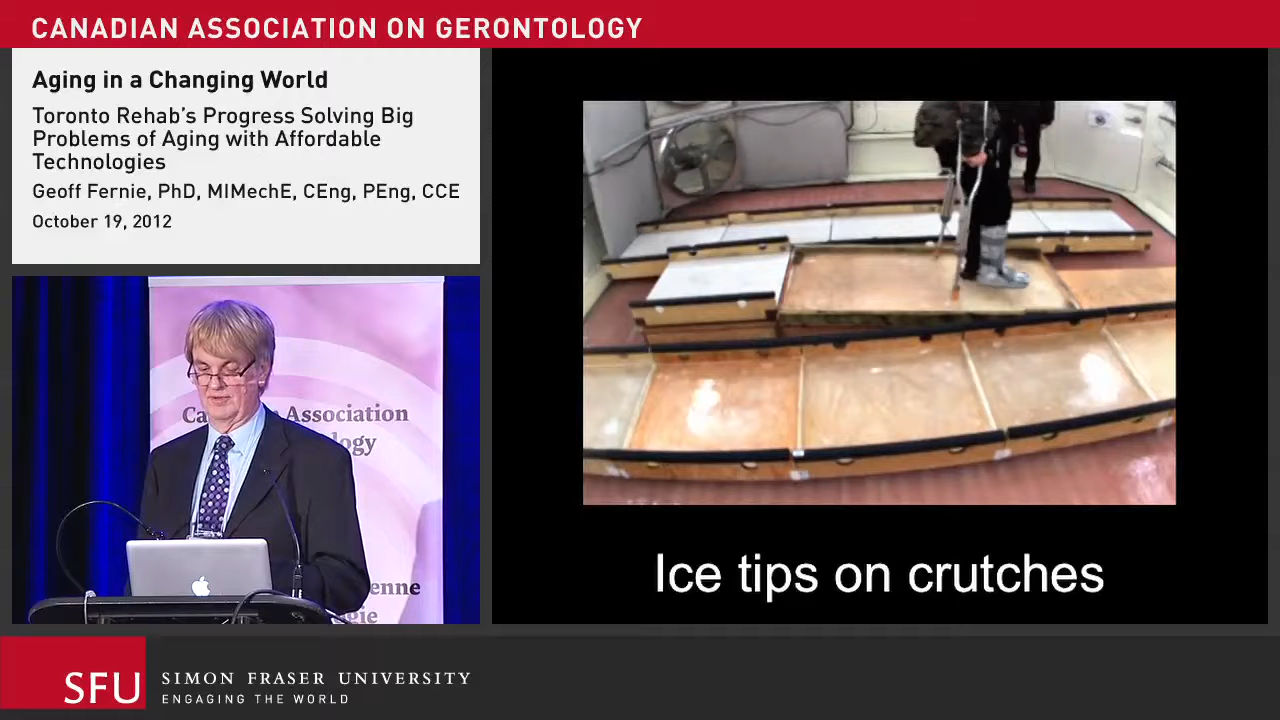 CANADIAN ASSOCIATION ON GERONTOLOGY
Aging in a Changing World
Toronto Rehab's Progress Solving Big
Problems of Aging with Affordable
Technologies
Geoff Fernie, PhD, MIMechE, CEng, PEng, CCE
October 19, 2012
Association
Ice tips on crutches
SFU
SIMON FRASER UNIVERSITY
ENGAGING THE WORLD